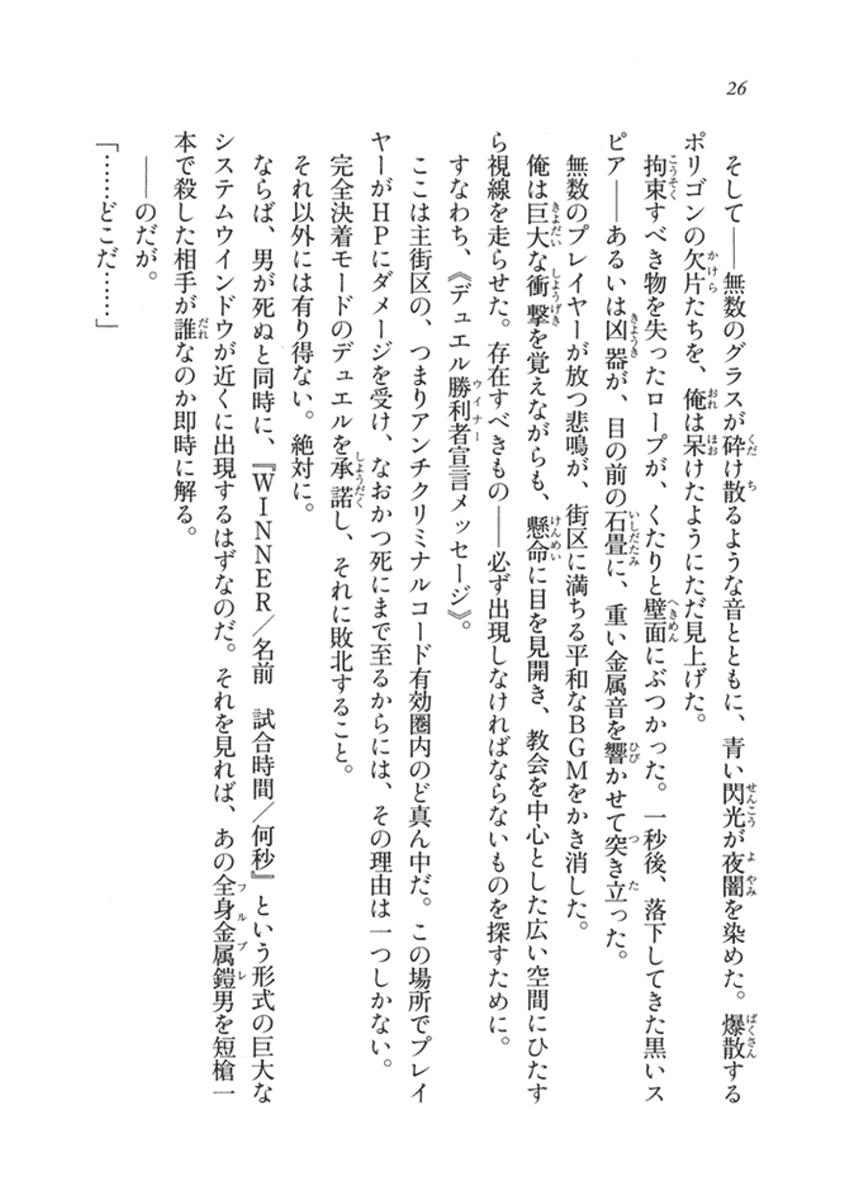 26
そして――無数のグラスが砕け散るような音とともに、青い閃光が夜闇を染めた。爆散する
ポリゴンの欠片たちを、俺は呆けたようにただ見上げた。
拘束すべき物を失ったロープが、くたりと壁面にぶつかった。一秒後、落下してきた黒いス
ピア――あるいは凶器が、目の前の石畳に、重い金属音を響かせて突き立った。
無数のプレイヤーが放つ悲鳴が、街区に満ちる平和なＢＧＭをかき消した。
俺は巨大な衝撃を覚えながらも、懸命に目を見開き、教会を中心とした広い空間にひたす
ら視線を走らせた。存在すべきもの――必ず出現しなければならないものを探すために。
すなわち、《デュエル勝利者宣言メッセージ》。
ここは主街区の、つまりアンチクリミナルコード有効圏内のど真ん中だ。この場所でプレイ
ヤーがＨＰにダメージを受け、なおかつ死にまで至るからには、その理由は一つしかない。
完全決着モードのデュエルを承諾し、それに敗北すること。
それ以外には有り得ない。絶対に。
ならば、男が死ぬと同時に、『ＷＩＮＮＥＲ／名前　試合時間／何秒』という形式の巨大な
システムウインドウが近くに出現するはずなのだ。それを見れば、あの全身金属鎧男を短槍一
本で殺した相手が誰なのか即時に解る。
――のだが。
「……どこだ……」